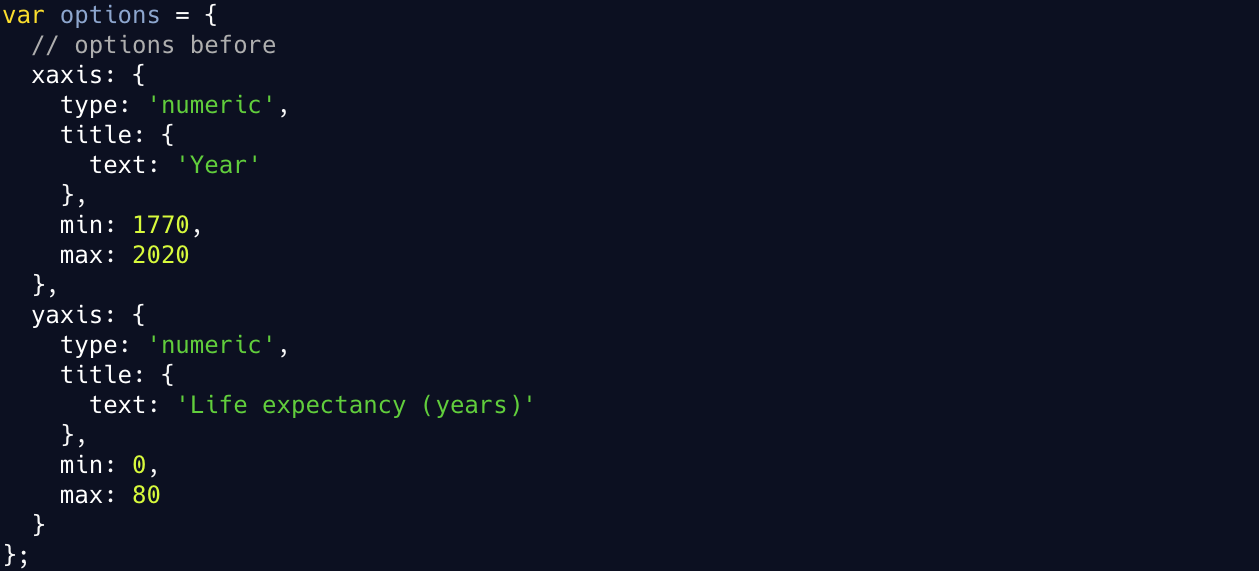 var options = {
  // options before
  xaxis: {
    type: 'numeric',
    title: {
      text: 'Year'
    },
    min: 1770,
    max: 2020
  },
  yaxis: {
    type: 'numeric',
    title: {
      text: 'Life expectancy (years)'
    },
    min: 0,
    max: 80
  }
};